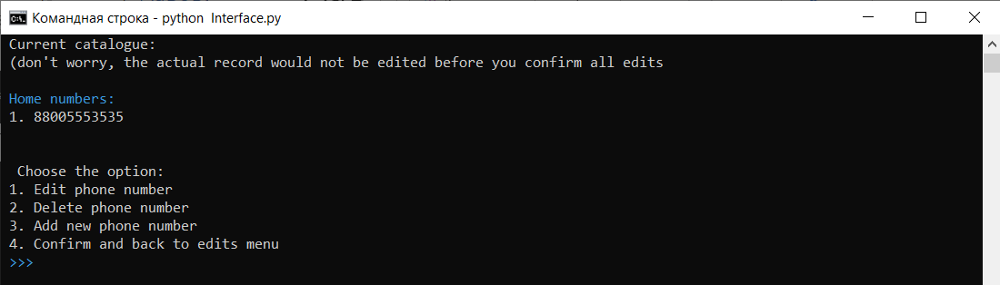 Командная строка - python Interface.py
Current catalogue:
(don't worry, the actual record would not be edited before you confirm all edits
Home numbers:
1. 88005553535
Choose the option:
1. Edit phone number
2. Delete phone number
3. Add new phone number
4. Confirm and back to edits menu
>>>